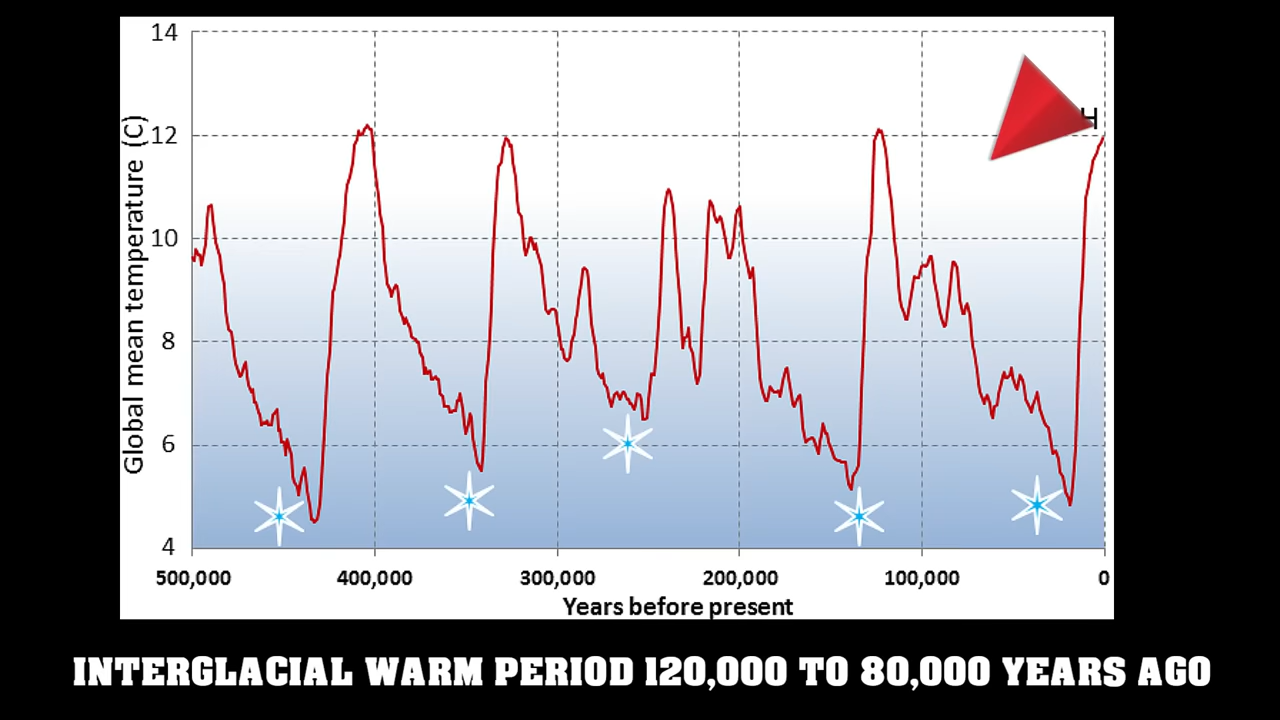 14
12
10
8
6
4
Global mean temperature (C)
H
500,000 400,000 300,000 200,000 100,000 0
Years before present
INTERGLACIAL WARM PERIOD 120,000 TO 80,000 YEARS AGO